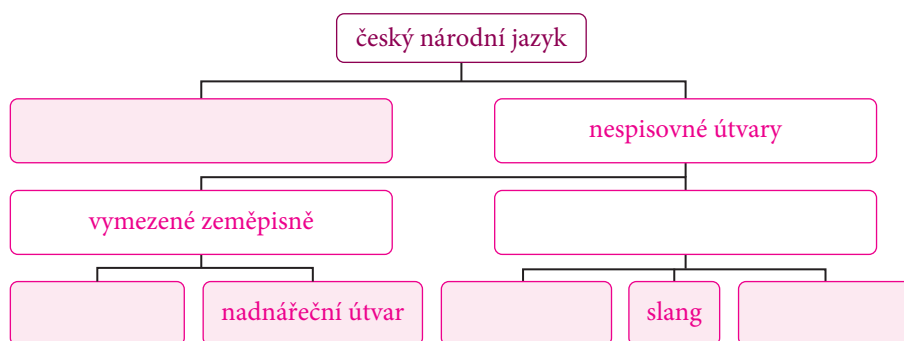 český národní jazyk
nespisovné útvary
vymezené zeměpisně
nadnářeční útvar
slang